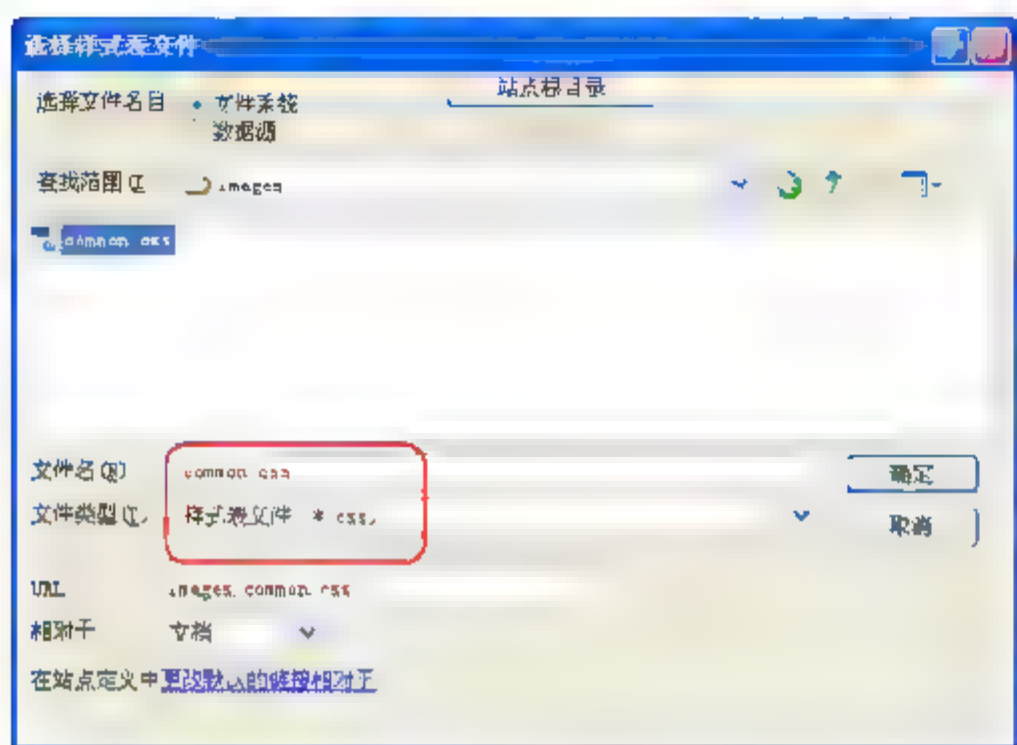 选择样式表文件
选择文件名目 文件系统 站点根目录
数据源
查找范围(I images
common css
文件名(N) common css 确定
文件类型(T) 样式表文件 * css) 取消
URL images common css
相对于 文档
在站点定义中更改默认的链接相对于